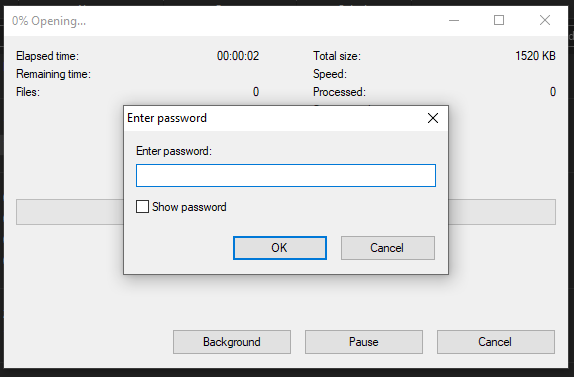 0% Opening...
Elapsed time: 00:00:02 Total size: 1520 KB
Remaining time: Speed:
Files: 0 Processed: 0
Enter password
Enter password:
Show password
OK Cancel
Background Pause Cancel